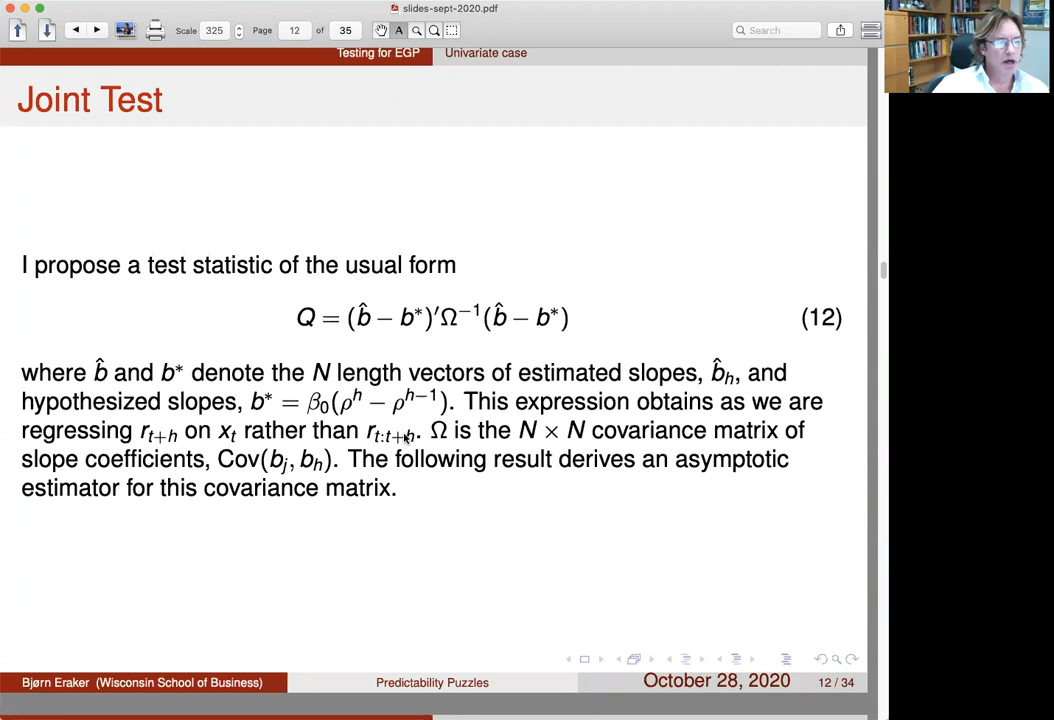 slides-sept-2020.pdf
Scale 325 Page 12 of 35 A Search
Testing for EGP Univariate case
Joint Test
I propose a test statistic of the usual form
Q = (b̂ − b*)′Ω⁻¹(b̂ − b*) (12)
where b̂ and b* denote the N length vectors of estimated slopes, b̂ₕ, and
hypothesized slopes, b* = β₀(ρʰ − ρʰ⁻¹). This expression obtains as we are
regressing rₜ₊ₕ on xₜ rather than rₜ:ₜ₊ₕ. Ω is the N × N covariance matrix of
slope coefficients, Cov(bⱼ, bₕ). The following result derives an asymptotic
estimator for this covariance matrix.
Bjørn Eraker (Wisconsin School of Business) Predictability Puzzles October 28, 2020 12 / 34